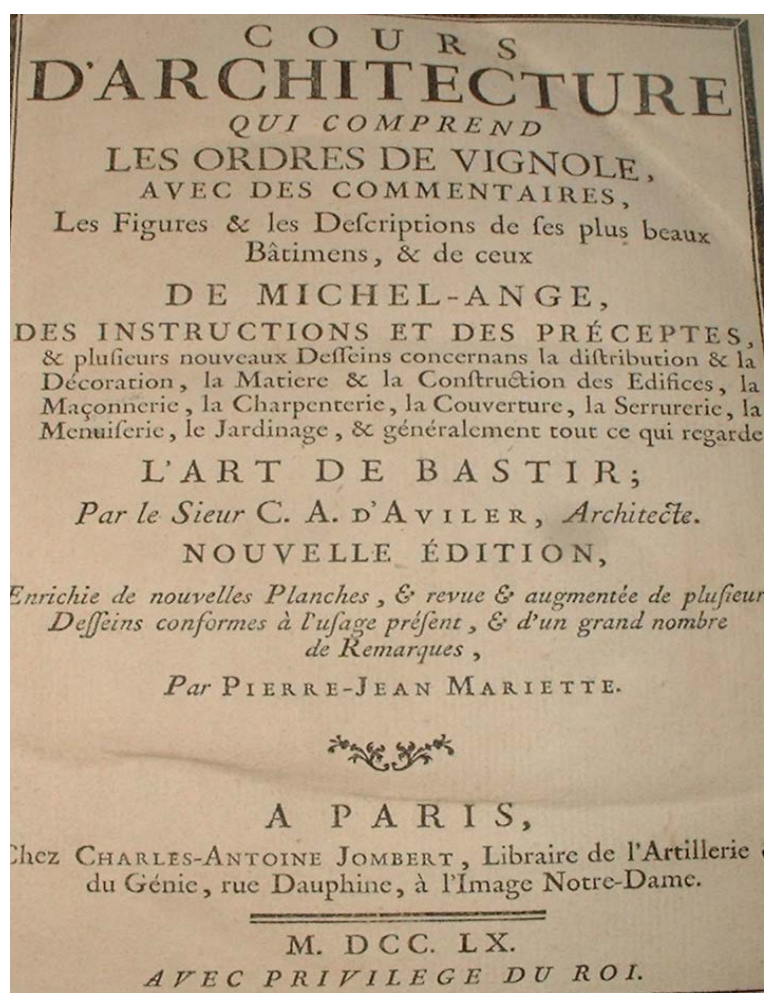 COURS
D'ARCHITECTURE
QUI COMPREND
LES ORDRES DE VIGNOLE,
AVEC DES COMMENTAIRES,
Les Figures & les Deſcriptions de ſes plus beaux
Bâtimens, & de ceux
DE MICHEL-ANGE,
DES INSTRUCTIONS ET DES PRÉCEPTES,
& pluſieurs nouveaux Deſſeins concernans la diſtribution & la
Décoration, la Matiere & la Conſtruction des Edifices, la
Maçonnerie, la Charpenterie, la Couverture, la Serrurerie, la
Menuiſerie, le Jardinage, & généralement tout ce qui regarde
L'ART DE BASTIR;
Par le Sieur C. A. D'AVILER, Architecte.
NOUVELLE ÉDITION,
Enrichie de nouvelles Planches, & revue & augmentée de pluſieur
Deſſeins conformes à l'uſage préſent, & d'un grand nombre
de Remarques,
Par PIERRE-JEAN MARIETTE.
A PARIS,
Chez CHARLES-ANTOINE JOMBERT, Libraire de l'Artillerie
du Génie, rue Dauphine, à l'Image Notre-Dame.
M. DCC. LX.
AVEC PRIVILEGE DU ROI.